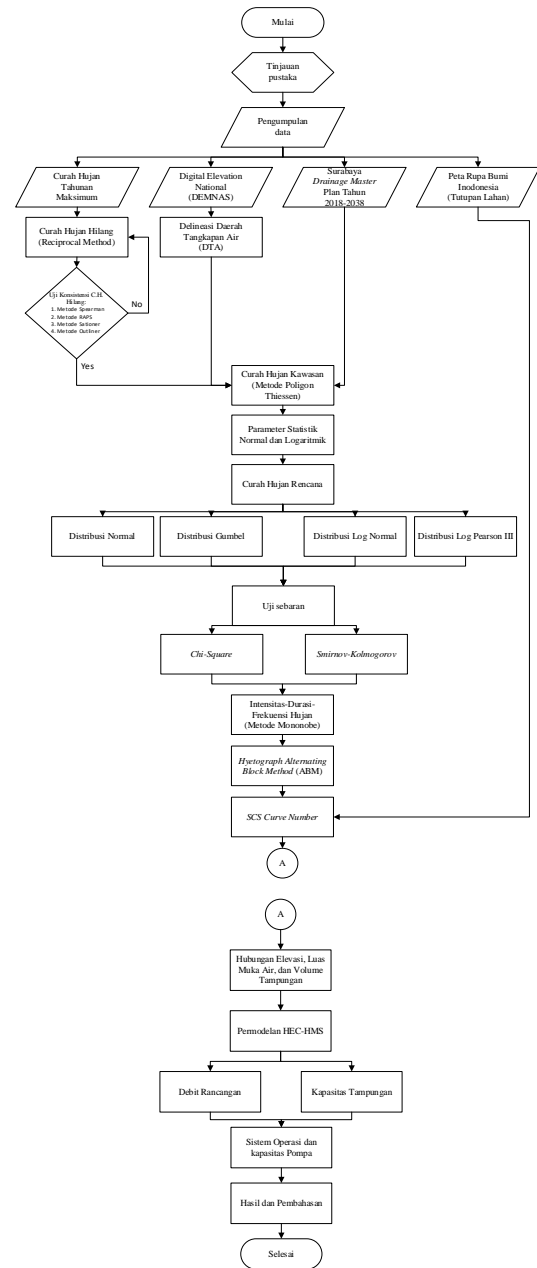 Mulai
Tinjauan
pustaka
Pengumpulan
data
Curah Hujan
Tahunan
Maksimum
Digital Elevation
National
(DEMNAS)
Surabaya
Drainage Master
Plan Tahun
2018-2038
Peta Rupa Bumi
Inodonesia
(Tutupan Lahan)
Curah Hujan Hilang
(Reciprocal Method)
Delineasi Daerah
Tangkapan Air
(DTA)
Uji Konsistensi C.H.
Hilang:
1. Metode Spearmen
2. Metode RAPS
3. Metode Sationer
4. Metode Outliner
No
Yes
Curah Hujan Kawasan
(Metode Poligon
Thiessen)
Parameter Statistik
Normal dan Logaritmik
Curah Hujan Rencana
Distribusi Normal
Distribusi Gumbel
Distribusi Log Normal
Distribusi Log Pearson III
Uji sebaran
Chi-Square
Smirnov-Kolmogorov
Intensitas-Durasi-
Frekuensi Hujan
(Metode Mononobe)
Hyetograph Alternating
Block Method (ABM)
SCS Curve Number
A
A
Hubungan Elevasi, Luas
Muka Air, dan Volume
Tampungan
Permodelan HEC-HMS
Debit Rancangan
Kapasitas Tampungan
Sistem Operasi dan
kapasitas Pompa
Hasil dan Pembahasan
Selesai